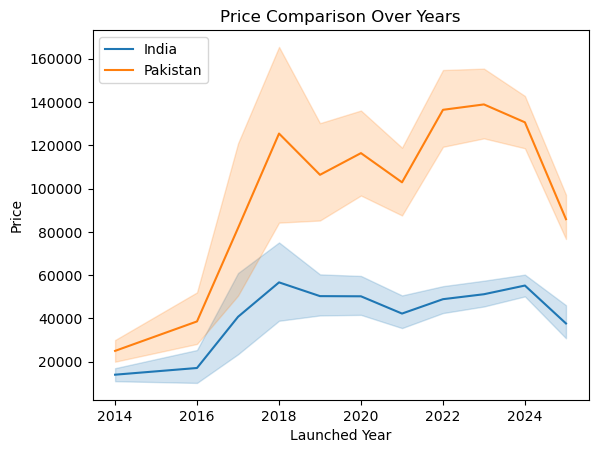 Price Comparison Over Years
India
Pakistan
160000
140000
120000
100000
80000
60000
40000
20000
Price
2014 2016 2018 2020 2022 2024
Launched Year